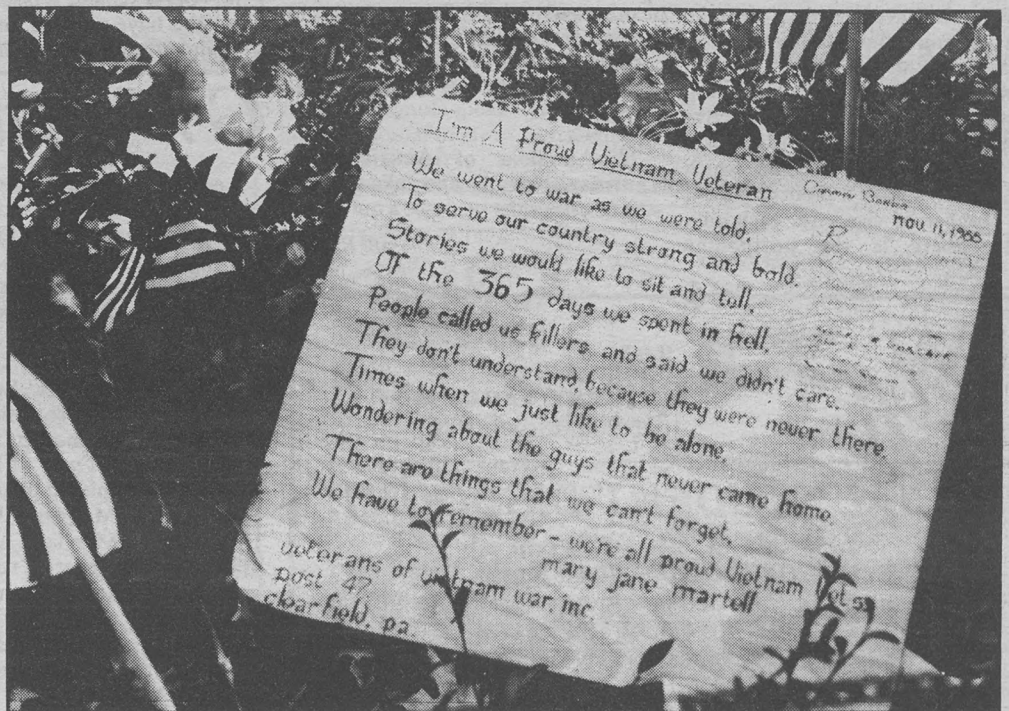 I'm A Proud Vietnam Veteran
nov. 11, 1988
We went to war as we were told,
To serve our country strong and bold.
Stories we would like to sit and tell,
Of the 365 days we spent in hell.
People called us killers and said we didn't care.
They don't understand, because they were never there.
Times when we just like to be alone,
Wondering about the guys that never came home.
There are things that we can't forget,
We have to remember - we're all proud Vietnam vets.
mary jane martell
veterans of vietnam war, inc.
post 47
clearfield, pa.